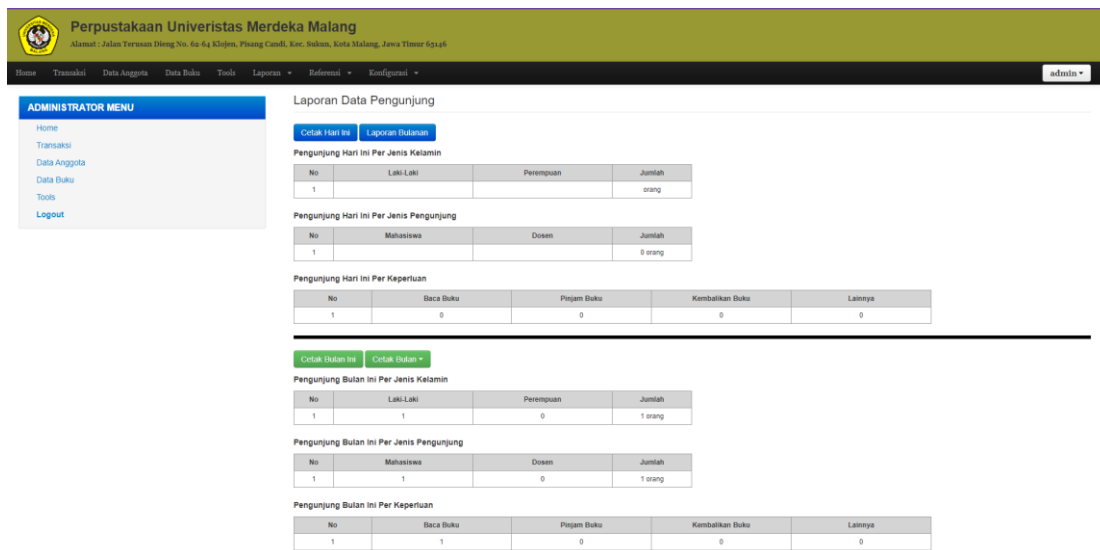 Perpustakaan Univeristas Merdeka Malang
Alamat : Jalan Terusan Dieng No. 62-64 Klojen, Pisang Candi, Kec. Sukun, Kota Malang, Jawa Timur 65146
Home Transaksi Data Anggota Data Buku Tools Laporan Referensi Konfigurasi admin
ADMINISTRATOR MENU
Home
Transaksi
Data Anggota
Data Buku
Tools
Logout
Laporan Data Pengunjung
Cetak Hari Ini Laporan Bulanan
Pengunjung Hari Ini Per Jenis Kelamin
No Laki-Laki Perempuan Jumlah
1 orang
Pengunjung Hari Ini Per Jenis Pengunjung
No Mahasiswa Dosen Jumlah
1 0 orang
Pengunjung Hari Ini Per Keperluan
No Baca Buku Pinjam Buku Kembalikan Buku Lainnya
1 0 0 0 0
Cetak Bulan Ini Cetak Bulan
Pengunjung Bulan Ini Per Jenis Kelamin
No Laki-Laki Perempuan Jumlah
1 1 0 1 orang
Pengunjung Bulan Ini Per Jenis Pengunjung
No Mahasiswa Dosen Jumlah
1 1 0 1 orang
Pengunjung Bulan Ini Per Keperluan
No Baca Buku Pinjam Buku Kembalikan Buku Lainnya
1 1 0 0 0